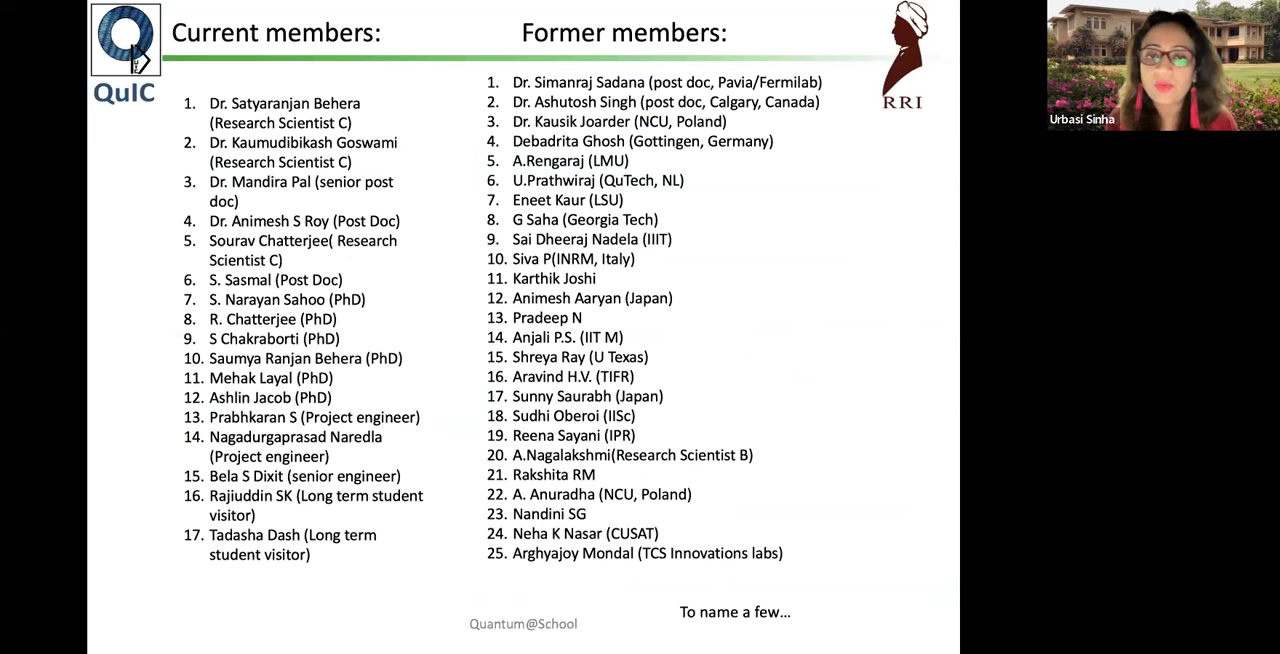 Current members:
Former members:
QuIC
RRI
Urbasi Sinha
1. Dr. Satyaranjan Behera
(Research Scientist C)
2. Dr. Kaumudibikash Goswami
(Research Scientist C)
3. Dr. Mandira Pal (senior post
doc)
4. Dr. Animesh S Roy (Post Doc)
5. Sourav Chatterjee( Research
Scientist C)
6. S. Sasmal (Post Doc)
7. S. Narayan Sahoo (PhD)
8. R. Chatterjee (PhD)
9. S Chakraborti (PhD)
10. Saumya Ranjan Behera (PhD)
11. Mehak Layal (PhD)
12. Ashlin Jacob (PhD)
13. Prabhkaran S (Project engineer)
14. Nagadurgaprasad Naredla
(Project engineer)
15. Bela S Dixit (senior engineer)
16. Rajiuddin SK (Long term student
visitor)
17. Tadasha Dash (Long term
student visitor)
1. Dr. Simanraj Sadana (post doc, Pavia/Fermilab)
2. Dr. Ashutosh Singh (post doc, Calgary, Canada)
3. Dr. Kausik Joarder (NCU, Poland)
4. Debadrita Ghosh (Gottingen, Germany)
5. A.Rengaraj (LMU)
6. U.Prathwiraj (QuTech, NL)
7. Eneet Kaur (LSU)
8. G Saha (Georgia Tech)
9. Sai Dheeraj Nadela (IIIT)
10. Siva P(INRM, Italy)
11. Karthik Joshi
12. Animesh Aaryan (Japan)
13. Pradeep N
14. Anjali P.S. (IIT M)
15. Shreya Ray (U Texas)
16. Aravind H.V. (TIFR)
17. Sunny Saurabh (Japan)
18. Sudhi Oberoi (IISc)
19. Reena Sayani (IPR)
20. A.Nagalakshmi(Research Scientist B)
21. Rakshita RM
22. A. Anuradha (NCU, Poland)
23. Nandini SG
24. Neha K Nasar (CUSAT)
25. Arghyajoy Mondal (TCS Innovations labs)
To name a few...
Quantum@School